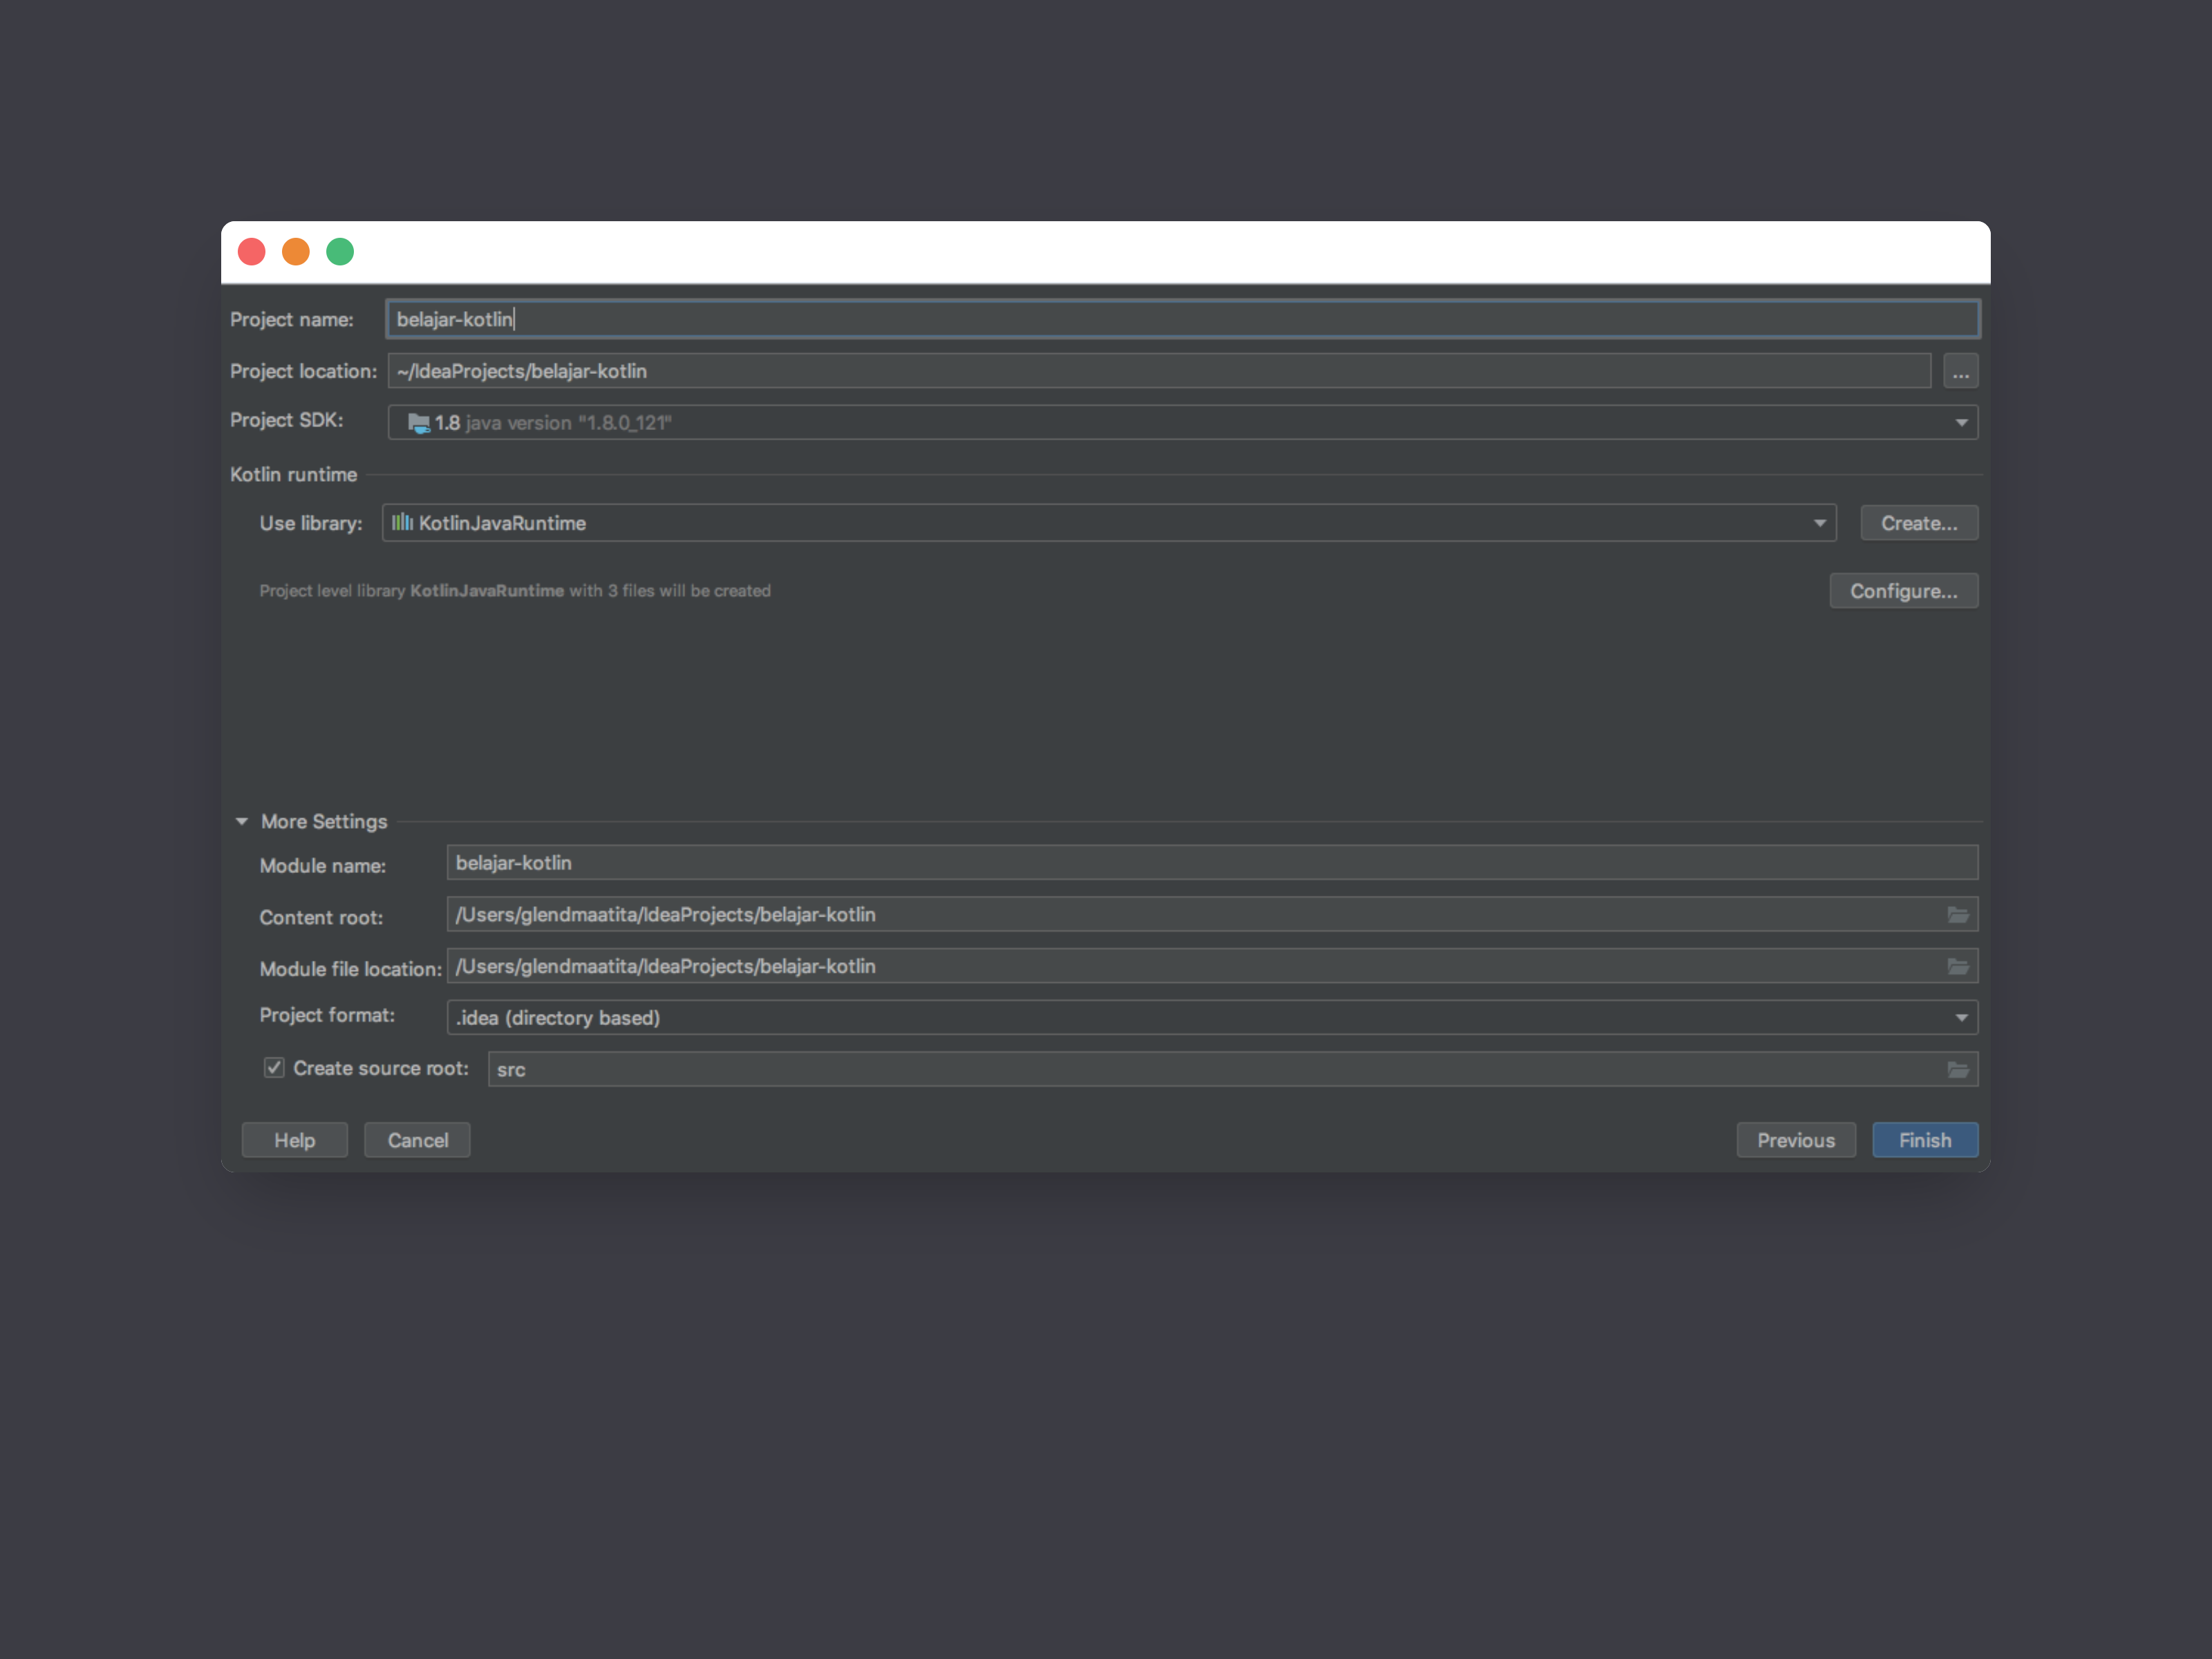 Project name: belajar-kotlin
Project location: ~/IdeaProjects/belajar-kotlin ...
Project SDK: 1.8 java version "1.8.0_121"
Kotlin runtime
Use library: KotlinJavaRuntime Create...
Project level library KotlinJavaRuntime with 3 files will be created Configure...
More Settings
Module name: belajar-kotlin
Content root: /Users/glendmaatita/IdeaProjects/belajar-kotlin
Module file location: /Users/glendmaatita/IdeaProjects/belajar-kotlin
Project format: .idea (directory based)
Create source root: src
Help Cancel Previous Finish